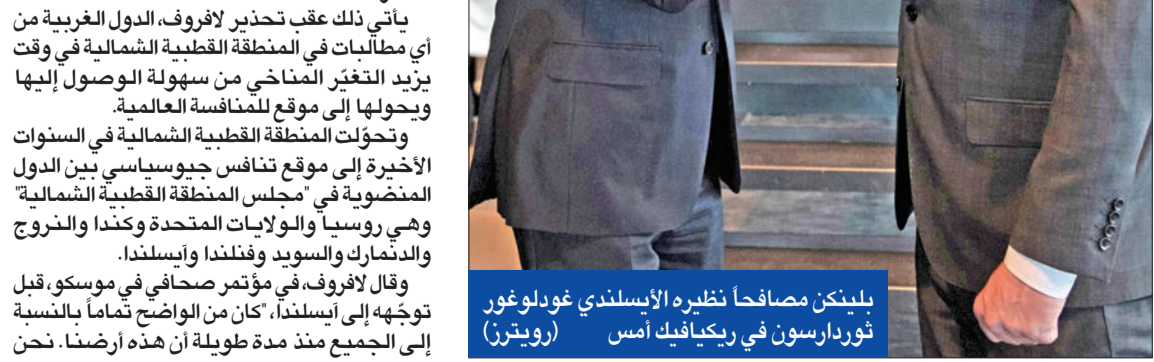 يأتي ذلك عقب تحذير لافروف، الدول الغربية من
أي مطالبات في المنطقة القطبية الشمالية في وقت
يزيد التغيّر المناخي من سهولة الوصول إليها
ويحولها إلى موقع للمنافسة العالمية.
وتحوّلت المنطقة القطبية الشمالية في السنوات
الأخيرة إلى موقع تنافس جيوسياسي بين الدول
المنضوية في "مجلس المنطقة القطبية الشمالية"
وهي روسيا والولايات المتحدة وكندا والنروج
والدنمارك والسويد وفنلندا وآيسلندا.
وقال لافروف، في مؤتمر صحافي في موسكو، قبل
توجّهه إلى آيسلندا، "كان من الواضح تماماً بالنسبة
إلى الجميع منذ مدة طويلة أن هذه أرضنا. نحن
بلينكن مصافحاً نظيره الأيسلندي غودلوغور
ثوردارسون في ريكيافيك أمس (رويترز)